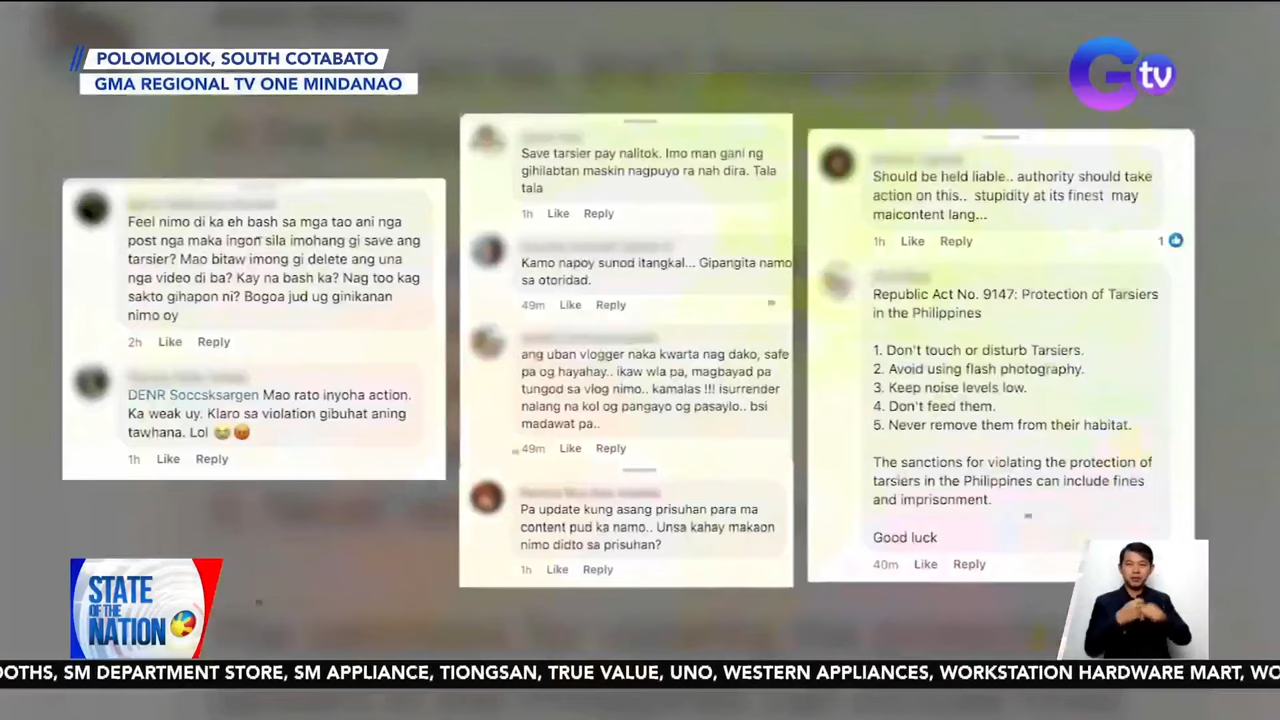 POLOMOLOK, SOUTH COTABATO
GMA REGIONAL TV ONE MINDANAO
Gtv
Feel nimo di ka eh bash sa mga tao ani nga
post nga maka ingon sila imohang gi save ang
tarsier? Mao bitaw imong gi delete ang una
nga video di ba? Kay na bash ka? Nag too kag
sakto gihapon ni? Bogoa jud ug ginikanan
nimo oy
2h Like Reply
DENR Soccsksargen Mao rato inyoha action.
Ka weak uy. Klaro sa violation gibuhat aning
tawhana. Lol 😭😡
1h Like Reply
Save tarsier pay nalitok. Imo man gani ng
gihilabtan maskin nagpuyo ra nah dira. Tala
tala
1h Like Reply
Kamo napoy sunod itangkal... Gipangita namo
sa otoridad.
49m Like Reply
ang uban vlogger naka kwarta nag dako, safe
pa og hayahay.. ikaw wla pa, magbayad pa
tungod sa vlog nimo.. kamalas !!! isurrender
nalang na kol og pangayo og pasaylo.. bsi
madawat pa..
49m Like Reply
Pa update kung asang prisuhan para ma
content pud ka namo.. Unsa kahay makaon
nimo didto sa prisuhan?
1h Like Reply
Should be held liable.. authority should take
action on this.. stupidity at its finest may
maicontent lang...
1h Like Reply 1
Republic Act No. 9147: Protection of Tarsiers
in the Philippines
1. Don't touch or disturb Tarsiers.
2. Avoid using flash photography.
3. Keep noise levels low.
4. Don't feed them.
5. Never remove them from their habitat.
The sanctions for violating the protection of
tarsiers in the Philippines can include fines
and imprisonment.
Good luck
40m Like Reply
STATE
OF THE
NATION
OOTHS, SM DEPARTMENT STORE, SM APPLIANCE, TIONGSAN, TRUE VALUE, UNO, WESTERN APPLIANCES, WORKSTATION HARDWARE MART, WO